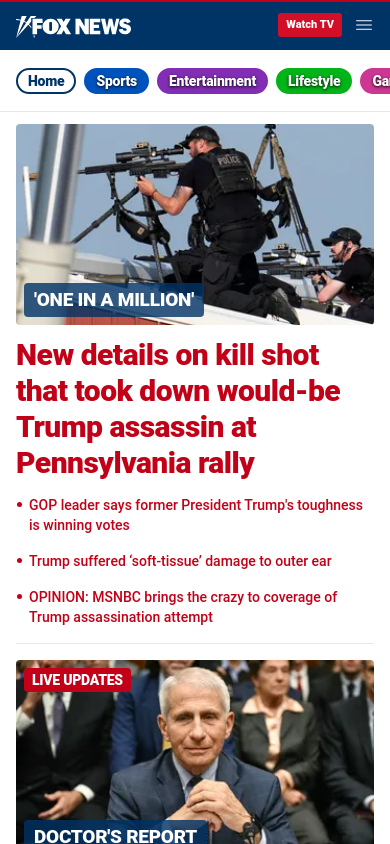 FOX NEWS
Watch TV
Home
Sports
Entertainment
Lifestyle
Ga
POLICE
'ONE IN A MILLION'
New details on kill shot
that took down would-be
Trump assassin at
Pennsylvania rally
• GOP leader says former President Trump's toughness
is winning votes
• Trump suffered ‘soft-tissue’ damage to outer ear
• OPINION: MSNBC brings the crazy to coverage of
Trump assassination attempt
LIVE UPDATES
DOCTOR'S REPORT